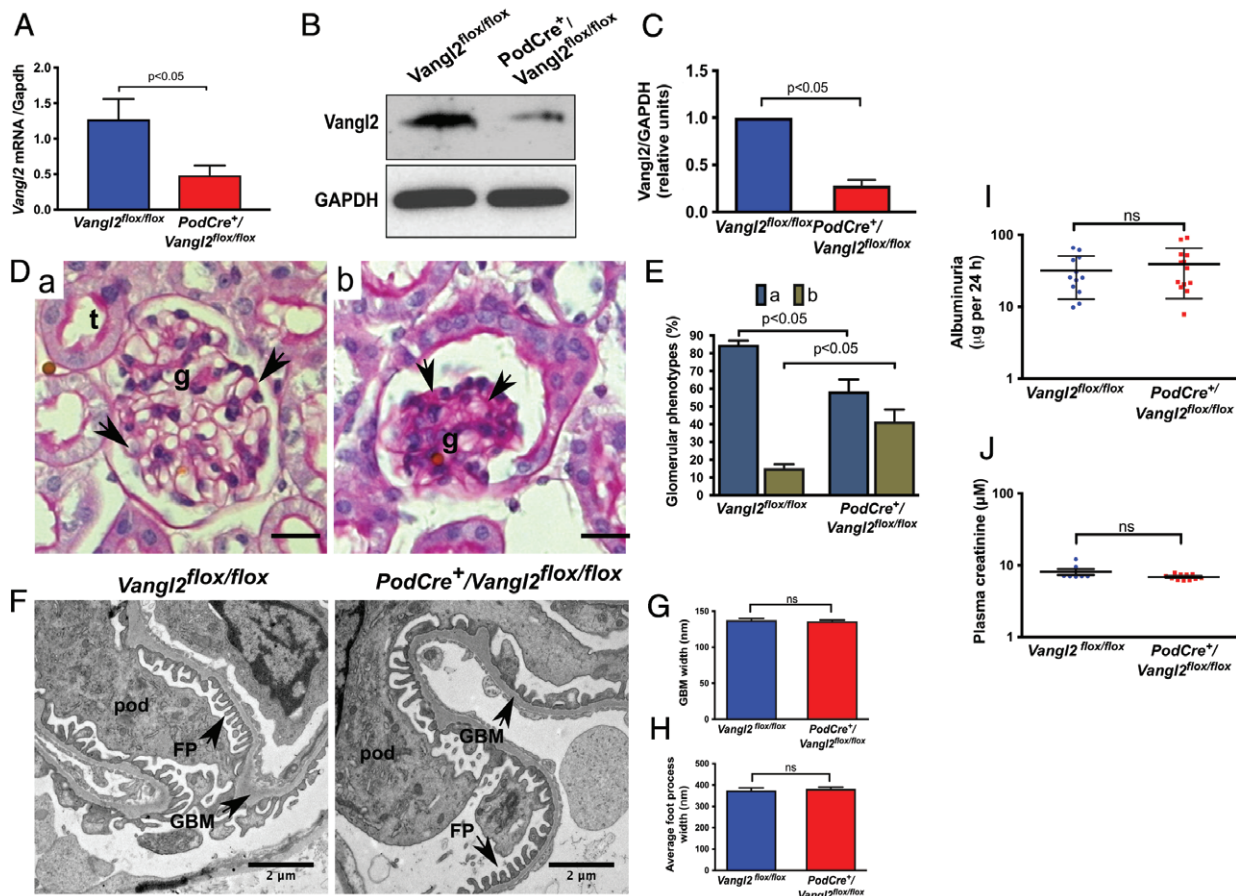 A
Vangl2 mRNA /Gapdh
2.0
1.5
1.0
0.5
0.0
p<0.05
Vangl2flox/flox
PodCre+/
Vangl2flox/flox
B
Vangl2flox/flox
PodCre+/
Vangl2flox/flox
Vangl2
GAPDH
C
Vangl2/GAPDH
(relative units)
1.5
1.0
0.5
0.0
p<0.05
Vangl2flox/flox
PodCre+/
Vangl2flox/flox
D
a
t
g
b
g
E
a
b
Glomerular phenotypes (%)
90
80
70
60
50
40
30
20
10
0
p<0.05
p<0.05
Vangl2flox/flox
PodCre+/
Vangl2flox/flox
F
Vangl2flox/flox
pod
FP
GBM
2 µm
PodCre+/Vangl2flox/flox
GBM
pod
FP
2 µm
G
GBM width (nm)
150
100
50
0
ns
Vangl2flox/flox
PodCre+/
Vangl2flox/flox
H
Average foot process
width (nm)
500
400
300
200
100
0
ns
Vangl2flox/flox
PodCre+/
Vangl2flox/flox
I
Albuminuria
(µg per 24 h)
100
10
1
ns
Vangl2flox/flox
PodCre+/
Vangl2flox/flox
J
Plasma creatinine (µM)
100
10
1
ns
Vangl2flox/flox
PodCre+/
Vangl2flox/flox